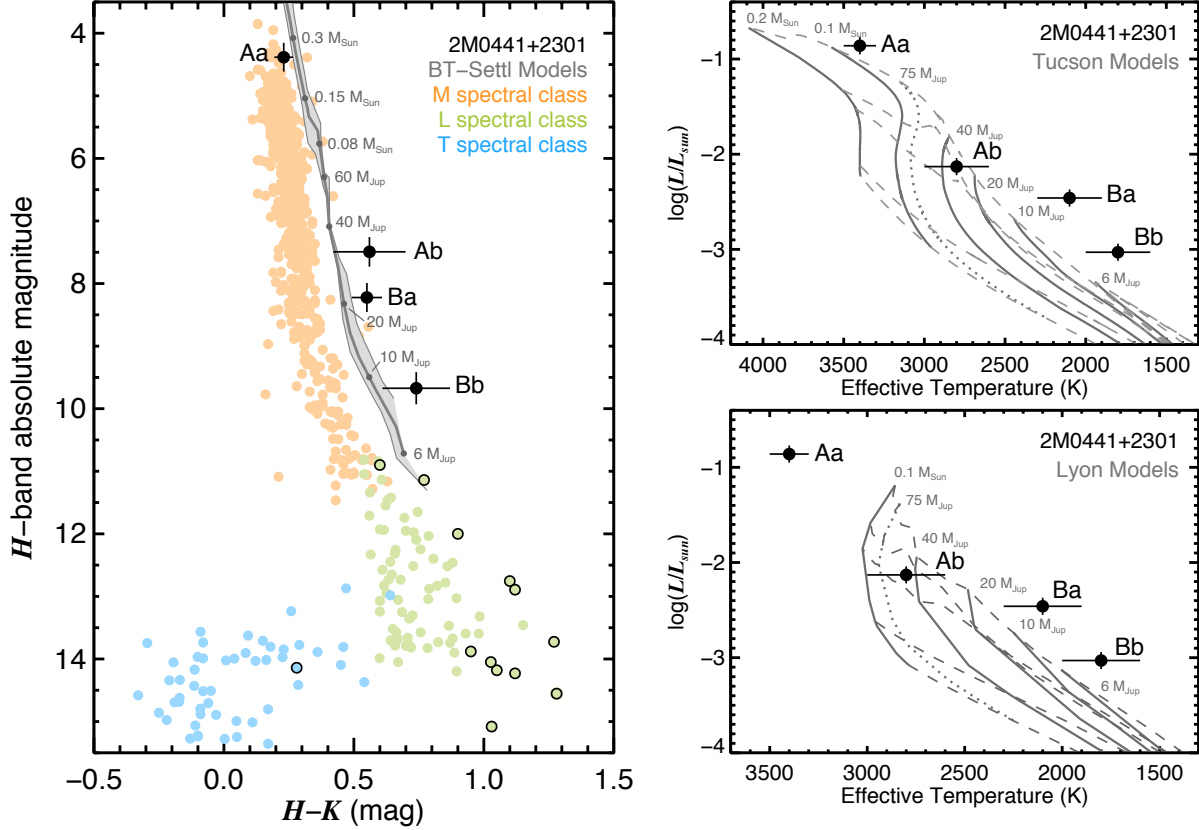 4
6
8
10
12
14
−0.5
0.0
0.5
1.0
1.5
H−K (mag)
H−band absolute magnitude
2M0441+2301
BT−Settl Models
M spectral class
L spectral class
T spectral class
Aa
Ab
Ba
Bb
0.3 MSun
0.15 MSun
0.08 MSun
60 MJup
40 MJup
20 MJup
10 MJup
6 MJup
2M0441+2301
Tucson Models
0.2 MSun
0.1 MSun
75 MJup
40 MJup
20 MJup
10 MJup
6 MJup
Aa
Ab
Ba
Bb
−1
−2
−3
−4
log(L/Lsun)
4000
3500
3000
2500
2000
1500
Effective Temperature (K)
2M0441+2301
Lyon Models
Aa
0.1 MSun
75 MJup
40 MJup
Ab
20 MJup
Ba
10 MJup
Bb
6 MJup
−1
−2
−3
−4
log(L/Lsun)
3500
3000
2500
2000
1500
Effective Temperature (K)